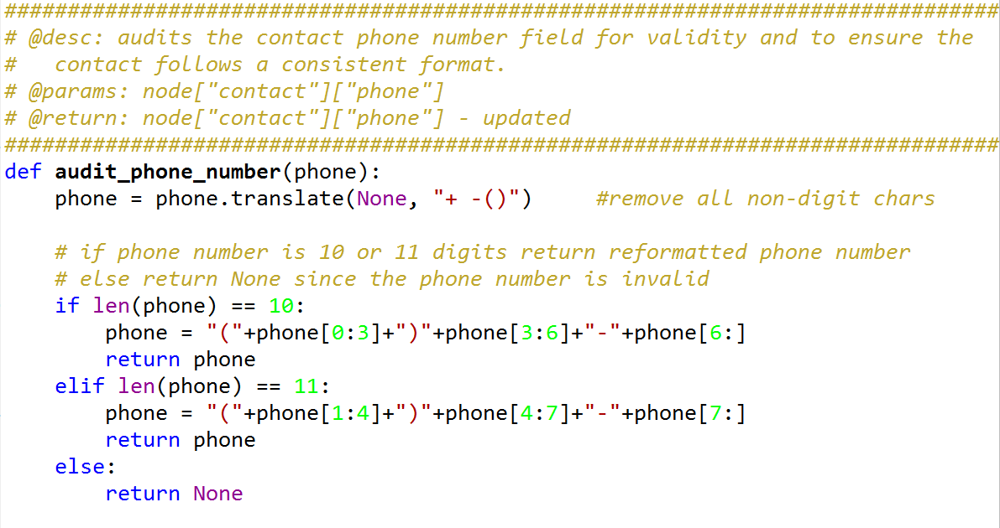 ###############################################################################
# @desc: audits the contact phone number field for validity and to ensure the
#   contact follows a consistent format.
# @params: node["contact"]["phone"]
# @return: node["contact"]["phone"] - updated
###############################################################################
def audit_phone_number(phone):
    phone = phone.translate(None, "+ -()")     #remove all non-digit chars

    # if phone number is 10 or 11 digits return reformatted phone number
    # else return None since the phone number is invalid
    if len(phone) == 10:
        phone = "("+phone[0:3]+")"+phone[3:6]+"-"+phone[6:]
        return phone
    elif len(phone) == 11:
        phone = "("+phone[1:4]+")"+phone[4:7]+"-"+phone[7:]
        return phone
    else:
        return None